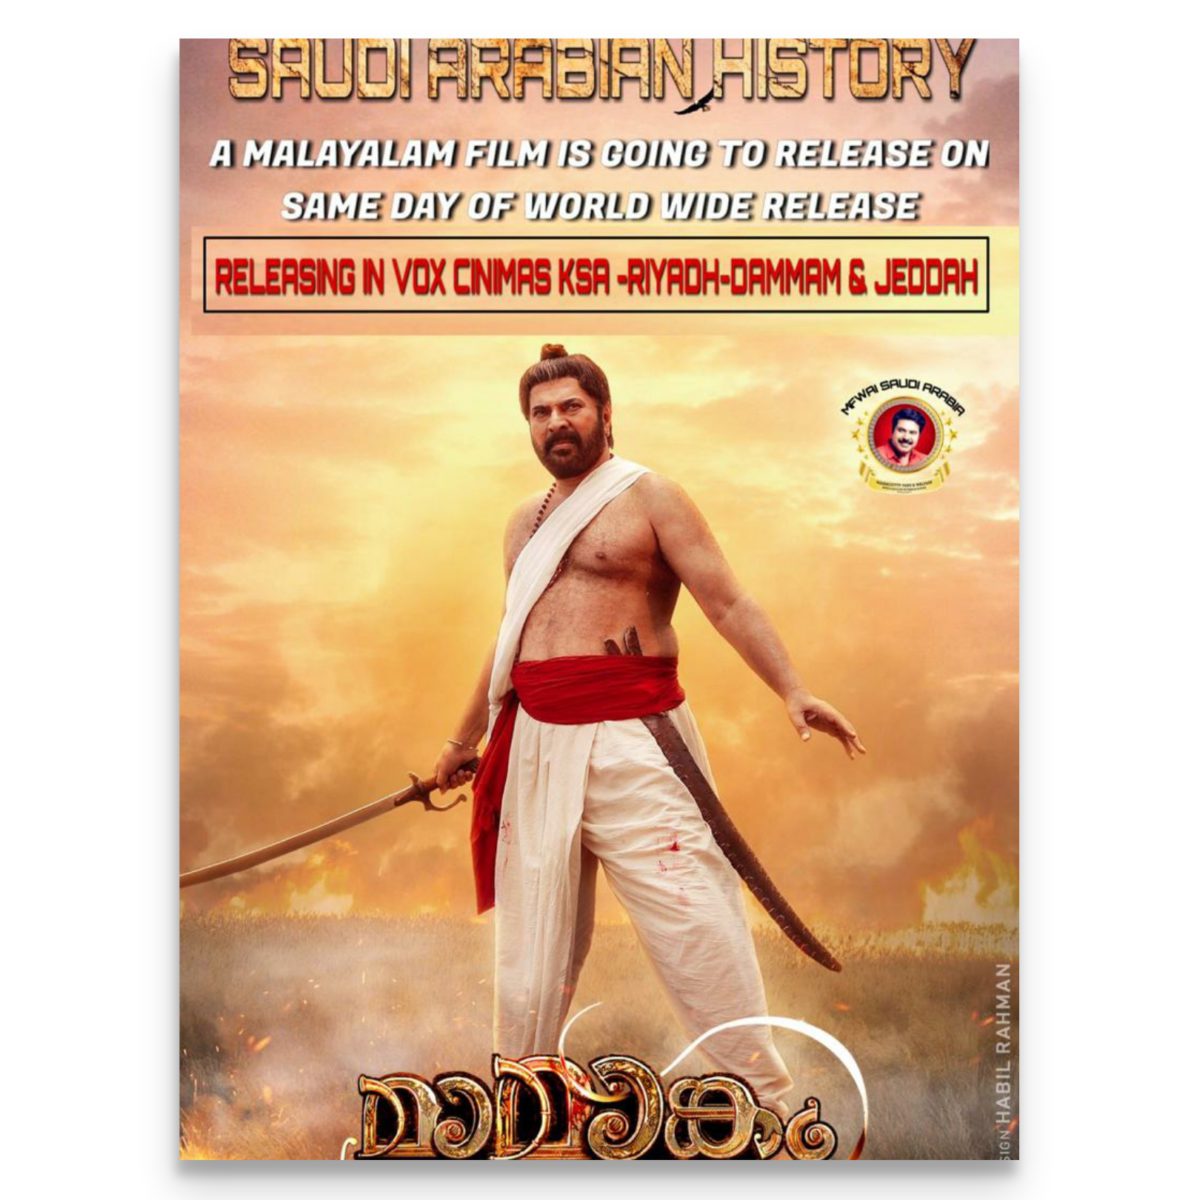 SAUDI ARABIAN HISTORY
A MALAYALAM FILM IS GOING TO RELEASE ON
SAME DAY OF WORLD WIDE RELEASE
RELEASING IN VOX CINIMAS KSA -RIYADH-DAMMAM & JEDDAH
MFWAI SAUDI ARABIA
മാമാങ്കം
SIGN HABIL RAHMAN